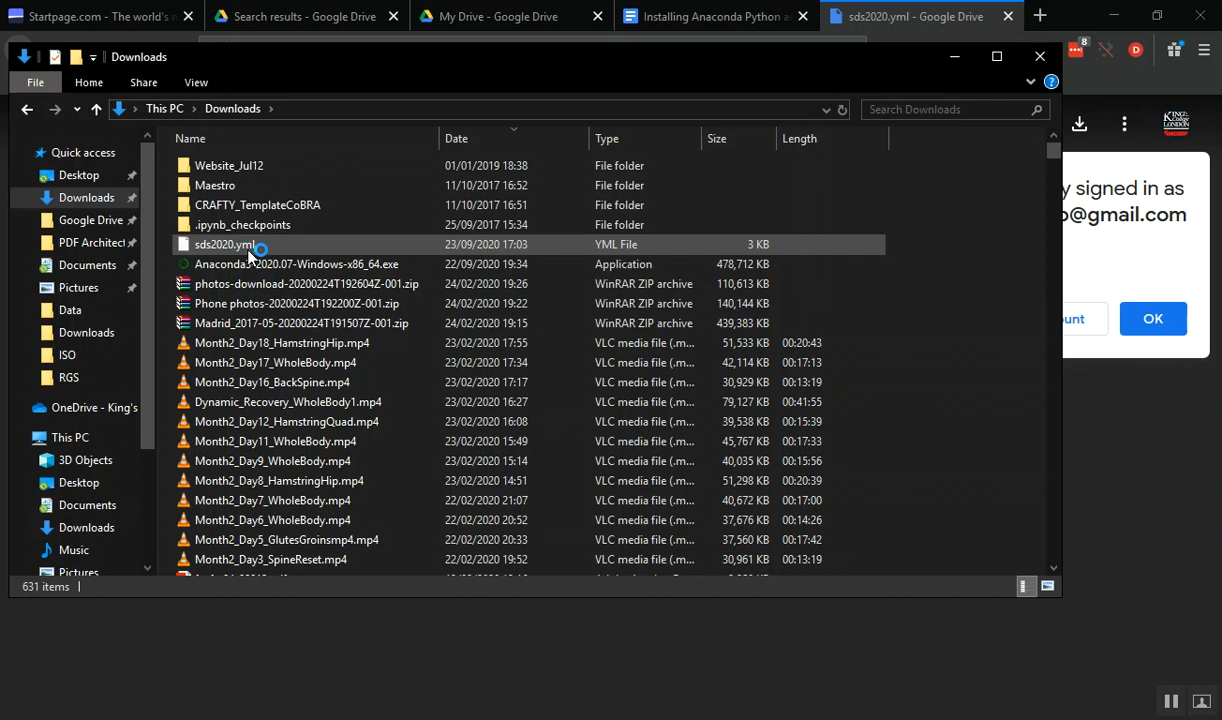 Startpage.com - The world's m
Search results - Google Drive
My Drive - Google Drive
Installing Anaconda Python a
sds2020.yml - Google Drive
Downloads
8
D
File Home Share View
This PC > Downloads >
Search Downloads
KING'S
College
LONDON
Name Date Type Size Length
Quick access
Desktop
Downloads
Google Drive
PDF Architect
Documents
Pictures
Data
Downloads
ISO
RGS
OneDrive - King's
This PC
3D Objects
Desktop
Documents
Downloads
Music
Pictures
Website_Jul12 01/01/2019 18:38 File folder
Maestro 11/10/2017 16:52 File folder
CRAFTY_TemplateCoBRA 11/10/2017 16:51 File folder
.ipynb_checkpoints 25/09/2017 15:34 File folder
sds2020.yml 23/09/2020 17:03 YML File 3 KB
Anaconda3-2020.07-Windows-x86_64.exe 22/09/2020 19:34 Application 478,712 KB
photos-download-20200224T192604Z-001.zip 24/02/2020 19:26 WinRAR ZIP archive 110,613 KB
Phone photos-20200224T192200Z-001.zip 24/02/2020 19:22 WinRAR ZIP archive 140,144 KB
Madrid_2017-05-20200224T191507Z-001.zip 24/02/2020 19:15 WinRAR ZIP archive 439,383 KB
Month2_Day18_HamstringHip.mp4 23/02/2020 17:55 VLC media file (.m... 51,533 KB 00:20:43
Month2_Day17_WholeBody.mp4 23/02/2020 17:34 VLC media file (.m... 42,114 KB 00:17:13
Month2_Day16_BackSpine.mp4 23/02/2020 17:17 VLC media file (.m... 30,929 KB 00:13:19
Dynamic_Recovery_WholeBody1.mp4 23/02/2020 16:27 VLC media file (.m... 79,127 KB 00:41:55
Month2_Day12_HamstringQuad.mp4 23/02/2020 16:08 VLC media file (.m... 39,538 KB 00:15:39
Month2_Day11_WholeBody.mp4 23/02/2020 15:49 VLC media file (.m... 45,767 KB 00:17:33
Month2_Day9_WholeBody.mp4 23/02/2020 15:14 VLC media file (.m... 40,035 KB 00:15:56
Month2_Day8_HamstringHip.mp4 23/02/2020 14:51 VLC media file (.m... 51,298 KB 00:20:39
Month2_Day7_WholeBody.mp4 22/02/2020 21:07 VLC media file (.m... 40,672 KB 00:17:00
Month2_Day6_WholeBody.mp4 22/02/2020 20:52 VLC media file (.m... 37,676 KB 00:14:26
Month2_Day5_GlutesGroinsmp4.mp4 22/02/2020 20:33 VLC media file (.m... 37,560 KB 00:17:42
Month2_Day3_SpineReset.mp4 22/02/2020 19:52 VLC media file (.m... 30,961 KB 00:13:19
631 items
y signed in as
o@gmail.com
unt
OK